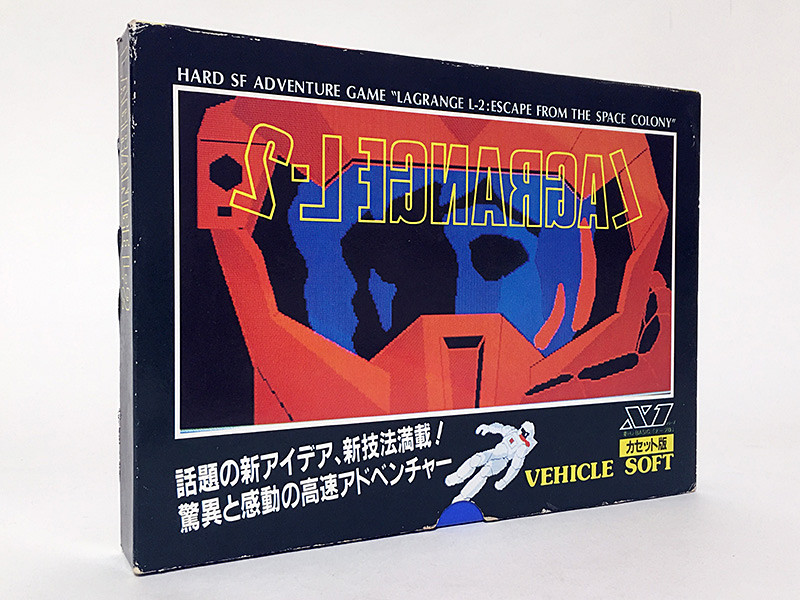 HARD SF ADVENTURE GAME "LAGRANGE L-2:ESCAPE FROM THE SPACE COLONY"
LAGRANGE L-2
話題の新アイデア、新技法満載!
驚異と感動の高速アドベンチャー
X1
カセット版
VEHICLE SOFT
LAGRANGE L-2